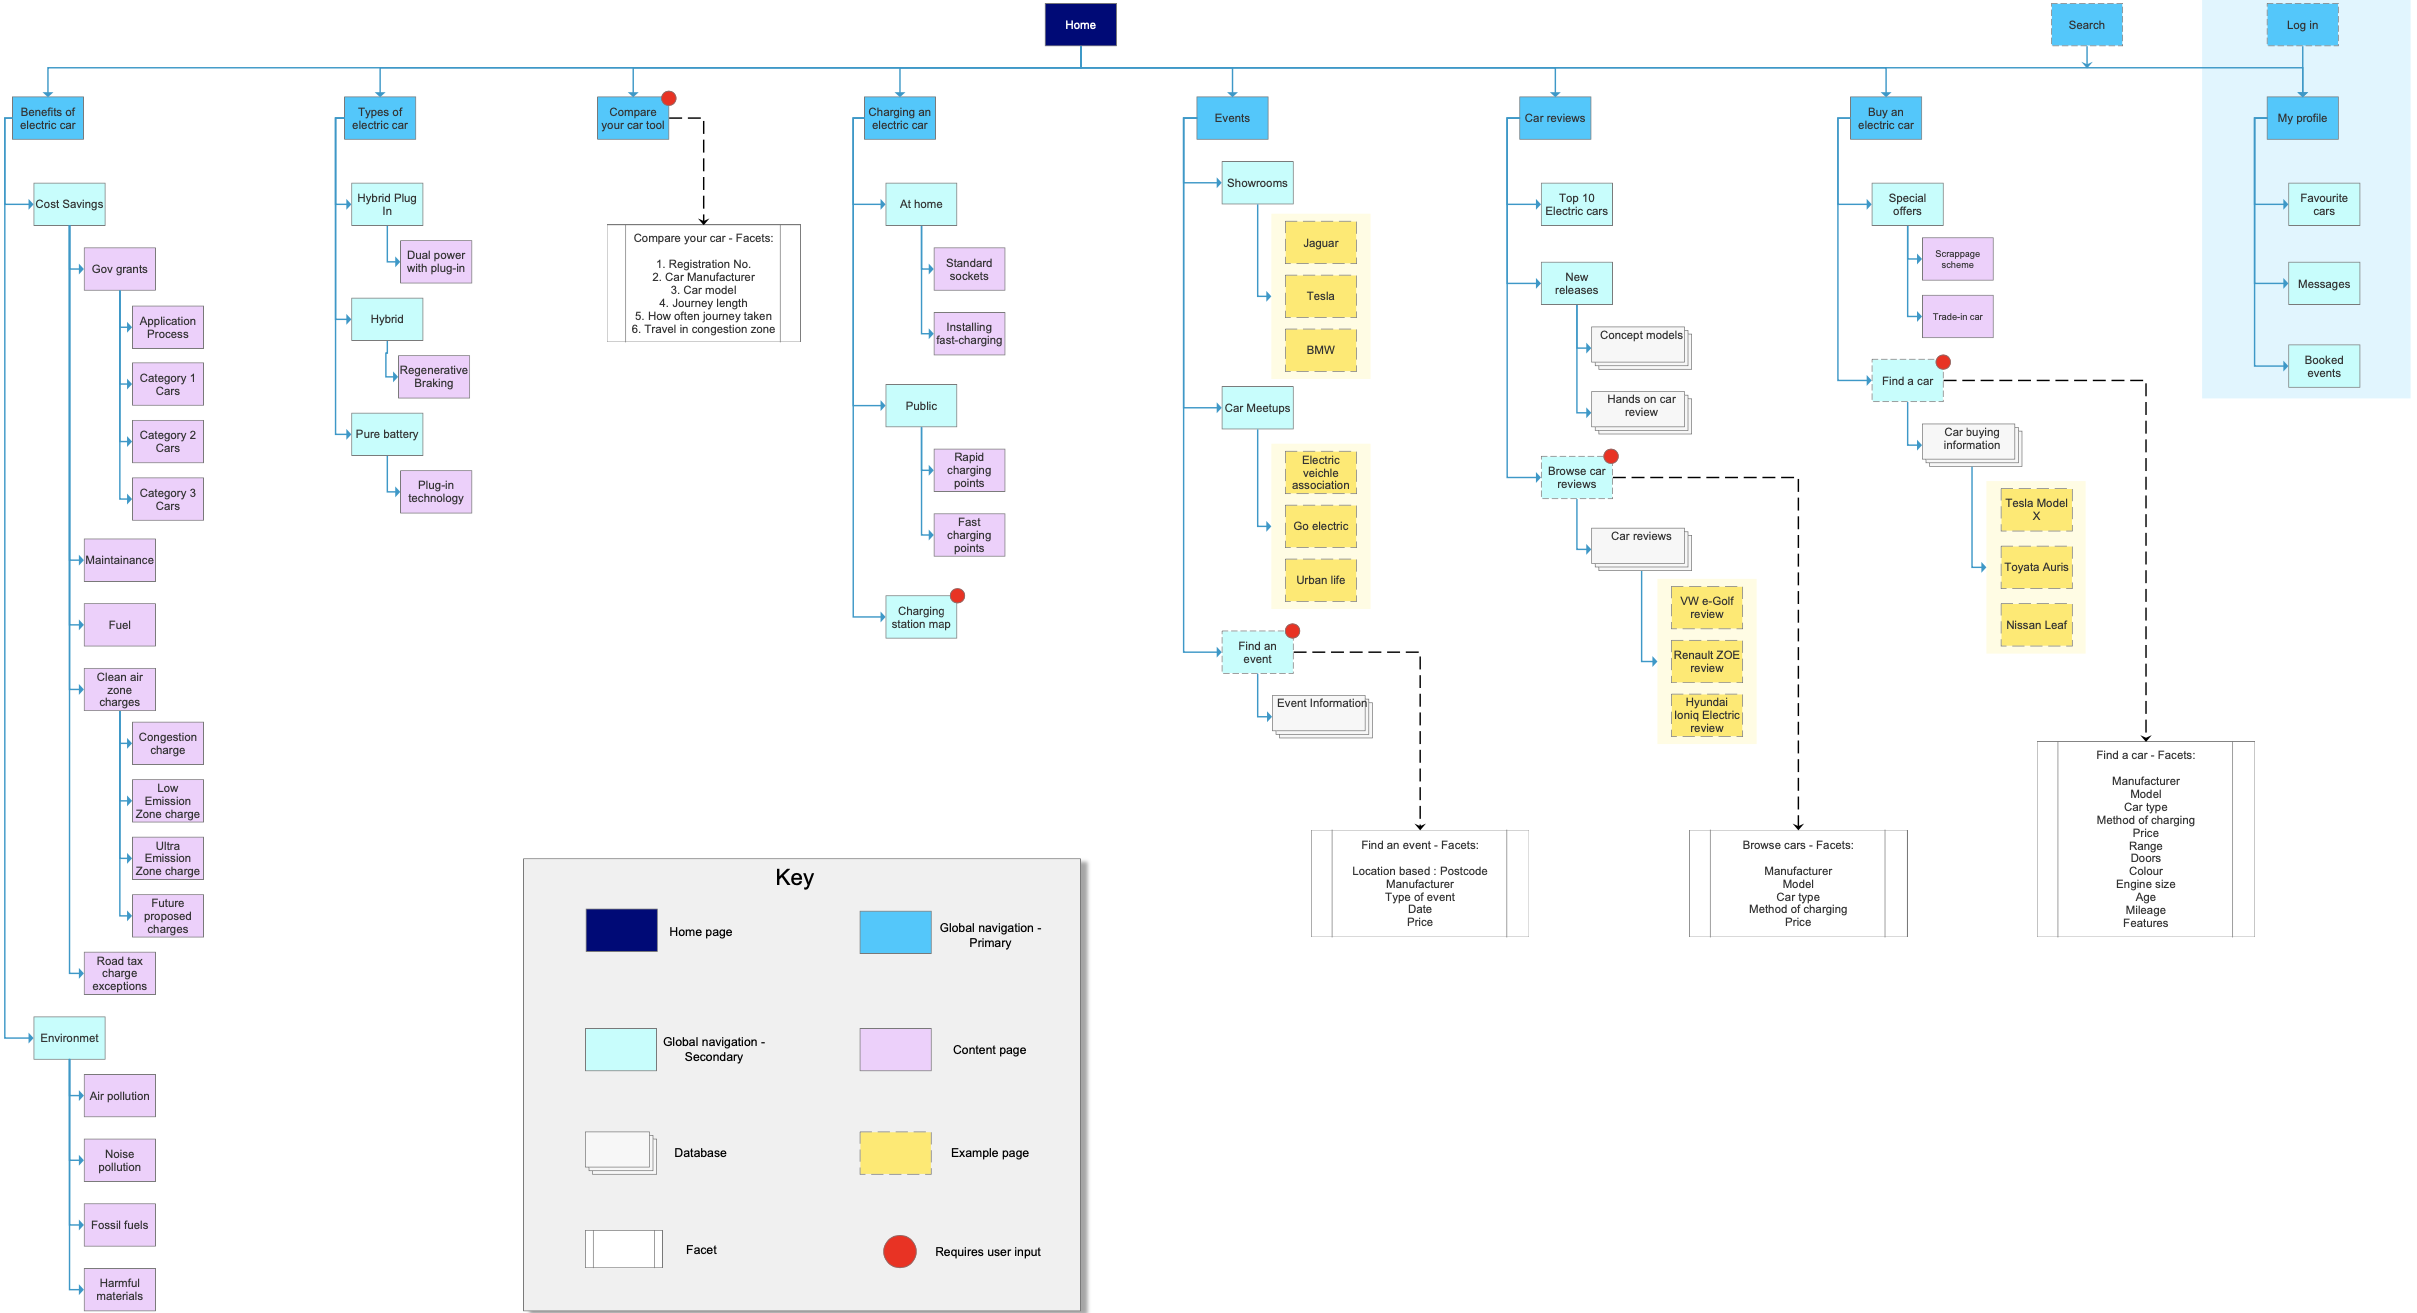 Home
Search
Log in
Benefits of
electric car
Types of
electric car
Compare
your car tool
Charging an
electric car
Events
Car reviews
Buy an
electric car
My profile
Cost Savings
Gov grants
Application
Process
Category 1
Cars
Category 2
Cars
Category 3
Cars
Maintainance
Fuel
Clean air
zone
charges
Congestion
charge
Low
Emission
Zone charge
Ultra
Emission
Zone charge
Future
proposed
charges
Road tax
charge
exceptions
Environmet
Air pollution
Noise
pollution
Fossil fuels
Harmful
materials
Hybrid Plug
In
Dual power
with plug-in
Hybrid
Regenerative
Braking
Pure battery
Plug-in
technology
Compare your car - Facets:
1. Registration No.
2. Car Manufacturer
3. Car model
4. Journey length
5. How often journey taken
6. Travel in congestion zone
At home
Standard
sockets
Installing
fast-charging
Public
Rapid
charging
points
Fast
charging
points
Charging
station map
Showrooms
Jaguar
Tesla
BMW
Car Meetups
Electric
veichle
association
Go electric
Urban life
Find an
event
Event Information
Find an event - Facets:
Location based : Postcode
Manufacturer
Type of event
Date
Price
Top 10
Electric cars
New
releases
Concept models
Hands on car
review
Browse car
reviews
Car reviews
VW e-Golf
review
Renault ZOE
review
Hyundai
Ioniq Electric
review
Browse cars - Facets:
Manufacturer
Model
Car type
Method of charging
Price
Special
offers
Scrappage
scheme
Trade-in car
Find a car
Car buying
information
Tesla Model
X
Toyata Auris
Nissan Leaf
Find a car - Facets:
Manufacturer
Model
Car type
Method of charging
Price
Range
Doors
Colour
Engine size
Age
Mileage
Features
Favourite
cars
Messages
Booked
events
Key
Home page
Global navigation -
Primary
Global navigation -
Secondary
Content page
Database
Example page
Facet
Requires user input